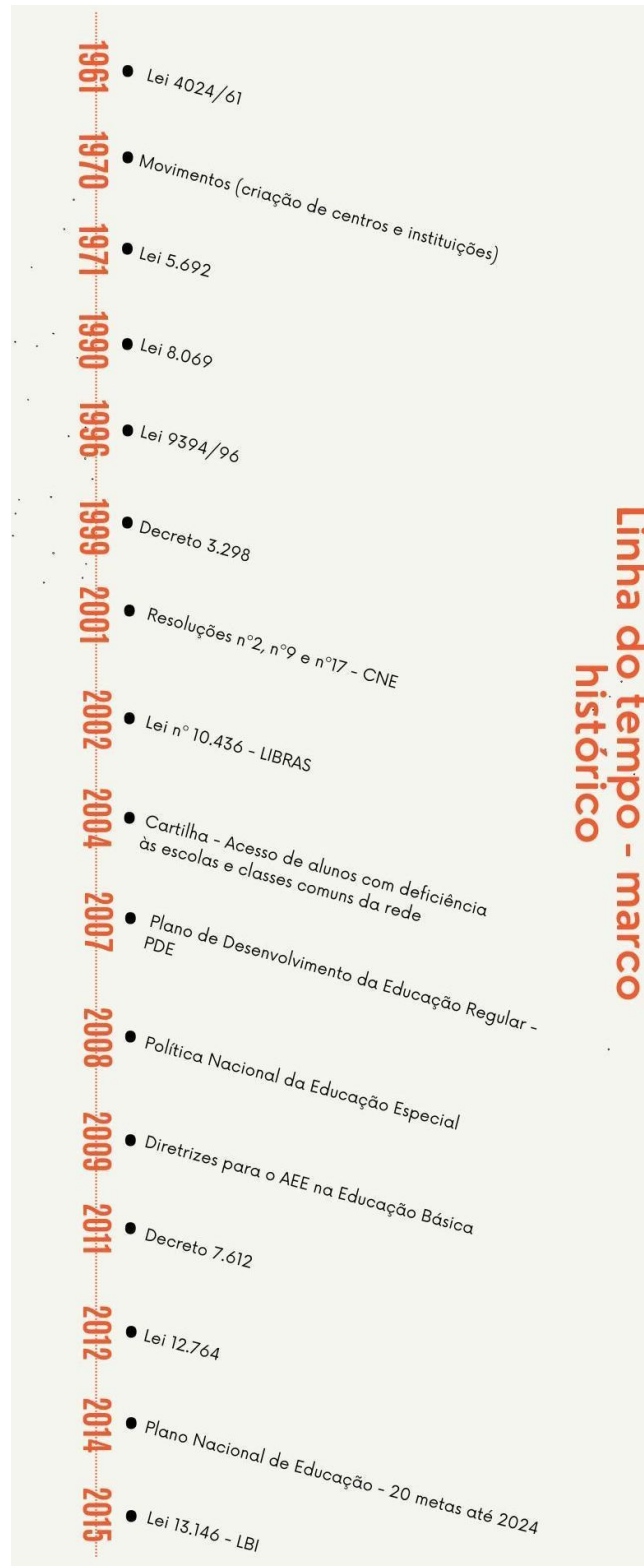 Linha do tempo - marco
histórico
1961
Lei 4024/61
1970
Movimentos (criação de centros e instituições)
1971
Lei 5.692
1990
Lei 8.069
1996
Lei 9394/96
1999
Decreto 3.298
2001
Resoluções nº2, nº9 e nº17 - CNE
2002
Lei nº 10.436 - LIBRAS
2004
Cartilha - Acesso de alunos com deficiência
às escolas e classes comuns da rede
2007
Plano de Desenvolvimento da Educação Regular -
PDE
2008
Política Nacional da Educação Especial
2009
Diretrizes para o AEE na Educação Básica
2011
Decreto 7.612
2012
Lei 12.764
2014
Plano Nacional de Educação - 20 metas até 2024
2015
Lei 13.146 - LBI